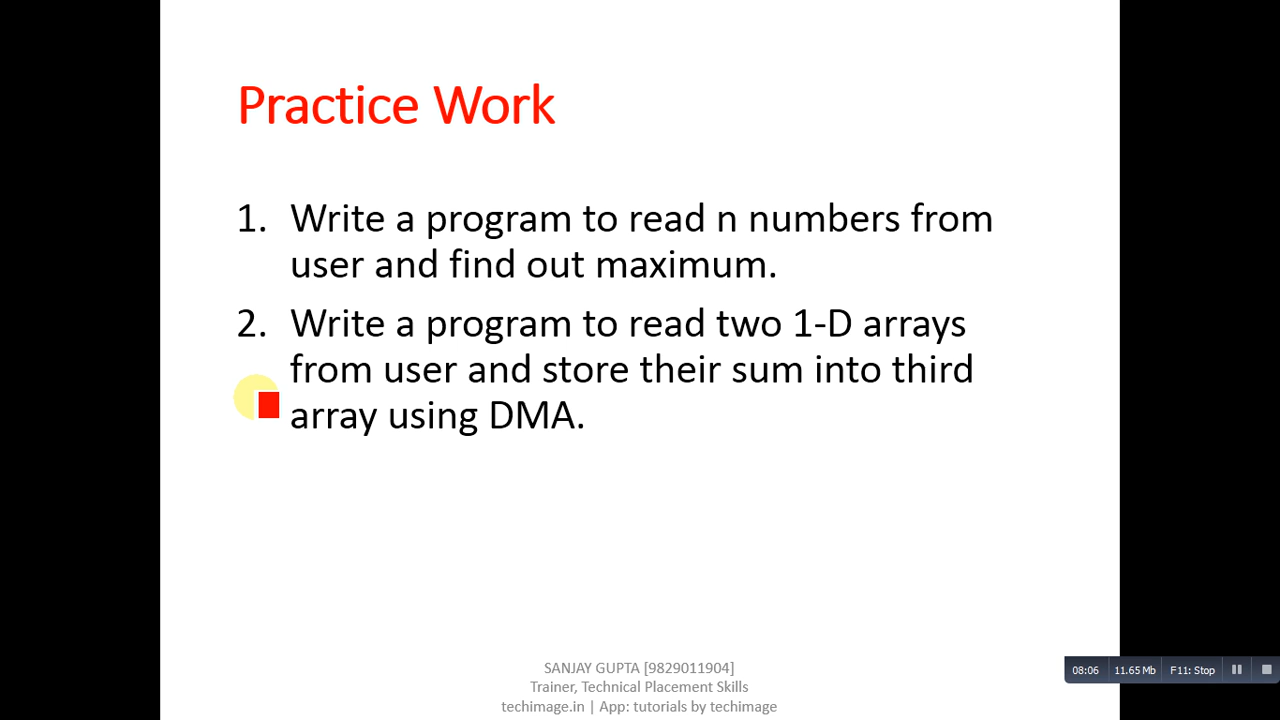 Practice Work
1. Write a program to read n numbers from
user and find out maximum.
2. Write a program to read two 1-D arrays
from user and store their sum into third
array using DMA.
SANJAY GUPTA [9829011904]
Trainer, Technical Placement Skills
techimage.in | App: tutorials by techimage
08:06 11.65 Mb F11: Stop